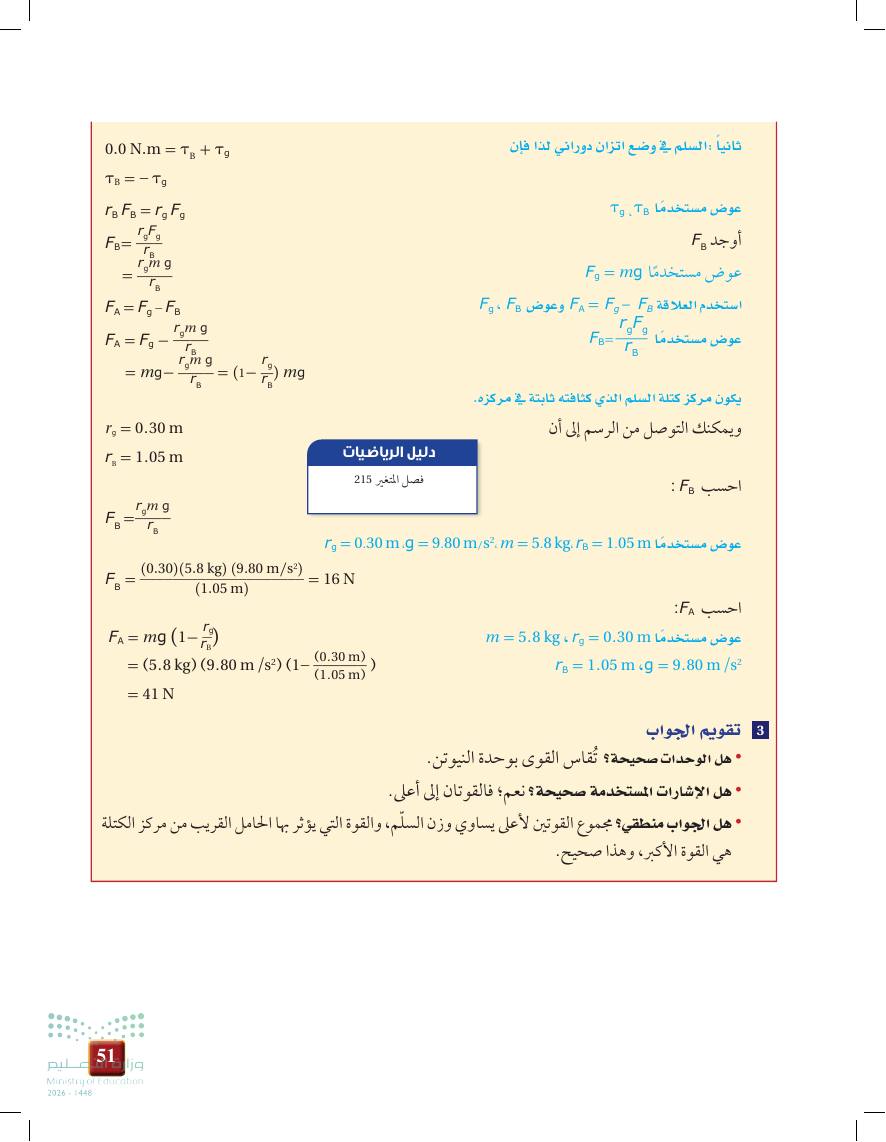 ثانياً :السلم في وضع اتزان دوراني لذا فإن
0.0 N.m = τB + τg
τB = − τg
عوض مستخدمًا τB، τg
rB FB = rg Fg
أوجد FB
FB= rgFg / rB
عوض مستخدمًا Fg = mg
= rgm g / rB
استخدم العلاقة FA = Fg − FB وعوض Fg ، FB
FA = Fg − FB
عوض مستخدمًا FB= rgFg / rB
FA = Fg − rgm g / rB
= mg− rgm g / rB = (1− rg / rB) mg
يكون مركز كتلة السلم الذي كثافته ثابتة في مركزه.
ويمكنك التوصل من الرسم إلى أن
rg = 0.30 m
rB = 1.05 m
دليل الرياضيات
فصل المتغير 215
احسب FB :
FB = rgm g / rB
عوض مستخدمًا rg = 0.30 m ،g = 9.80 m/s²، m = 5.8 kg، rB = 1.05 m
FB = (0.30)(5.8 kg) (9.80 m/s²) / (1.05 m) = 16 N
احسب FA:
FA = mg (1− rg / rB)
عوض مستخدمًا m = 5.8 kg ، rg = 0.30 m
= (5.8 kg) (9.80 m /s²) (1− (0.30 m) / (1.05 m) )
rB = 1.05 m ،g = 9.80 m /s²
= 41 N
3 تقويم الجواب
• هل الوحدات صحيحة؟ تُقاس القوى بوحدة النيوتن.
• هل الإشارات المستخدمة صحيحة؟ نعم؛ فالقوتان إلى أعلى.
• هل الجواب منطقي؟ مجموع القوتين لأعلى يساوي وزن السلّم، والقوة التي يؤثر بها الحامل القريب من مركز الكتلة
هي القوة الأكبر، وهذا صحيح.
51
وزارة التعليم
Ministry of Education
2026 - 1448